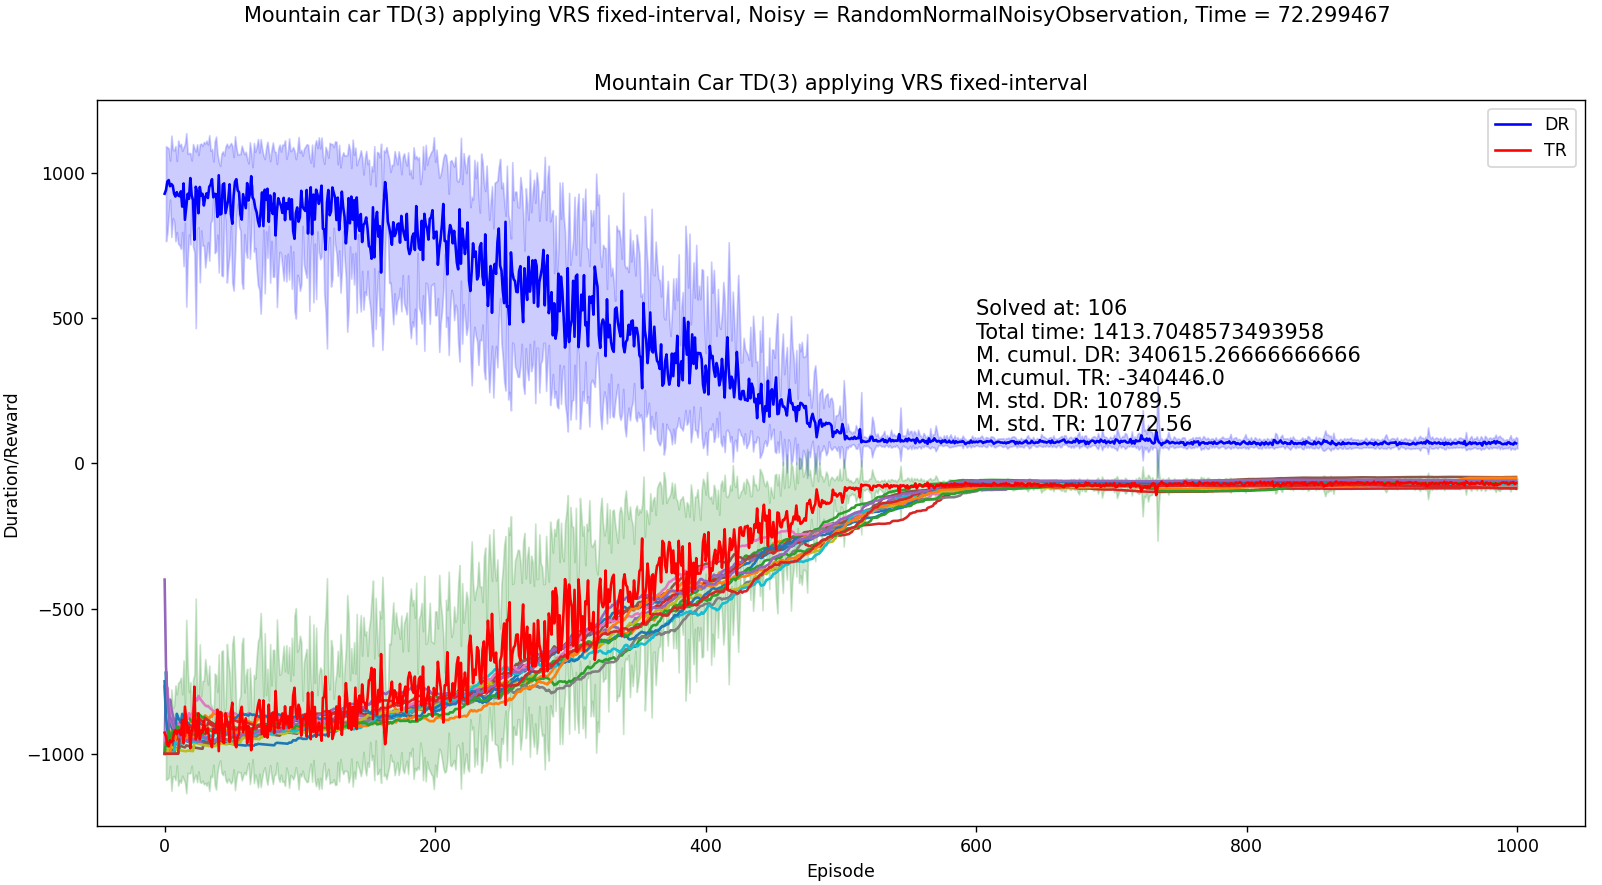 Mountain car TD(3) applying VRS fixed-interval, Noisy = RandomNormalNoisyObservation, Time = 72.299467
Mountain Car TD(3) applying VRS fixed-interval
DR
TR
1000
500
0
−500
−1000
Duration/Reward
Solved at: 106
Total time: 1413.7048573493958
M. cumul. DR: 340615.26666666666
M.cumul. TR: -340446.0
M. std. DR: 10789.5
M. std. TR: 10772.56
0
200
400
600
800
1000
Episode